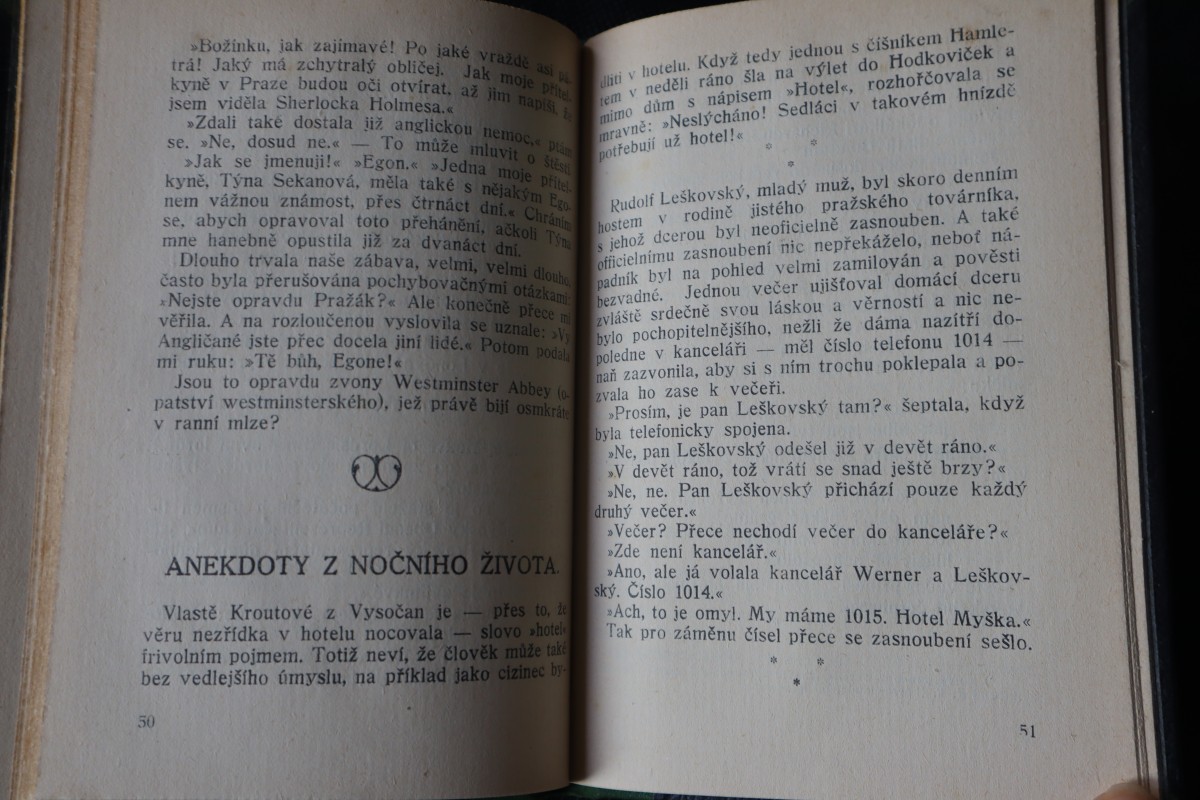 »Božínku, jak zajímavé! Po jaké vraždě asi pá-
trá! Jaký má zchytralý obličej. Jak moje přítel-
kyně v Praze budou oči otvírat, až jim napíši, že
jsem viděla Sherlocka Holmesa.«
»Zdali také dostala již anglickou nemoc,« ptám
se. »Ne, dosud ne.« — To může mluvit o štěstí
»Jak se jmenuji!« »Egon.« »Jedna moje přítel-
kyně, Týna Sekanová, měla také s nějakým Ego-
nem vážnou známost, přes čtrnáct dní.« Chráním
se, abych opravoval toto přehánění, ačkoli Týna
mne hanebně opustila již za dvanáct dní.
Dlouho trvala naše zábava, velmi, velmi dlouho,
často byla přerušována pochybovačnými otázkami:
»Nejste opravdu Pražák?« Ale konečně přece mi
věřila. A na rozloučenou vyslovila se uznale: »Vy
Angličané jste přec docela jiní lidé.« Potom podala
mi ruku: »Tě bůh, Egone!«
Jsou to opravdu zvony Westminster Abbey (o-
patství westminsterského), jež právě bijí osmkráte
v ranní mlze?
ANEKDOTY Z NOČNÍHO ŽIVOTA.
Vlastě Kroutové z Vysočan je — přes to, že
věru nezřídka v hotelu nocovala — slovo »hotel«
frivolním pojmem. Totiž neví, že člověk může také
bez vedlejšího úmyslu, na příklad jako cizinec by-
50
dliti v hotelu. Když tedy jednou s číšníkem Hamle-
tem v neděli ráno šla na výlet do Hodkoviček a
mimo dům s nápisem »Hotel«, rozhořčovala se
mravně: »Neslýcháno! Sedláci v takovém hnízdě
potřebují už hotel!«
* *
*
Rudolf Leškovský, mladý muž, byl skoro denním
hostem v rodině jistého pražského továrníka,
s jehož dcerou byl neoficielně zasnouben. A také
officielnímu zasnoubení nic nepřekáželo, neboť ná-
padník byl na pohled velmi zamilován a pověsti
bezvadné. Jednou večer ujišťoval domácí dceru
zvláště srdečně svou láskou a věrností a nic ne-
bylo pochopitelnějšího, nežli že dáma nazítří do-
poledne v kanceláři — měl číslo telefonu 1014 —
naň zazvonila, aby si s ním trochu poklepala a po-
zvala ho zase k večeři.
»Prosím, je pan Leškovský tam?« šeptala, když
byla telefonicky spojena.
»Ne, pan Leškovský odešel již v devět ráno.«
»V devět ráno, tož vrátí se snad ještě brzy?«
»Ne, ne. Pan Leškovský přichází pouze každý
druhý večer.«
»Večer? Přece nechodí večer do kanceláře?«
»Zde není kancelář.«
»Ano, ale já volala kancelář Werner a Leškov-
ský. Číslo 1014.«
»Ach, to je omyl. My máme 1015. Hotel Myška.«
Tak pro záměnu čísel přece se zasnoubení sešlo.
* *
*
51